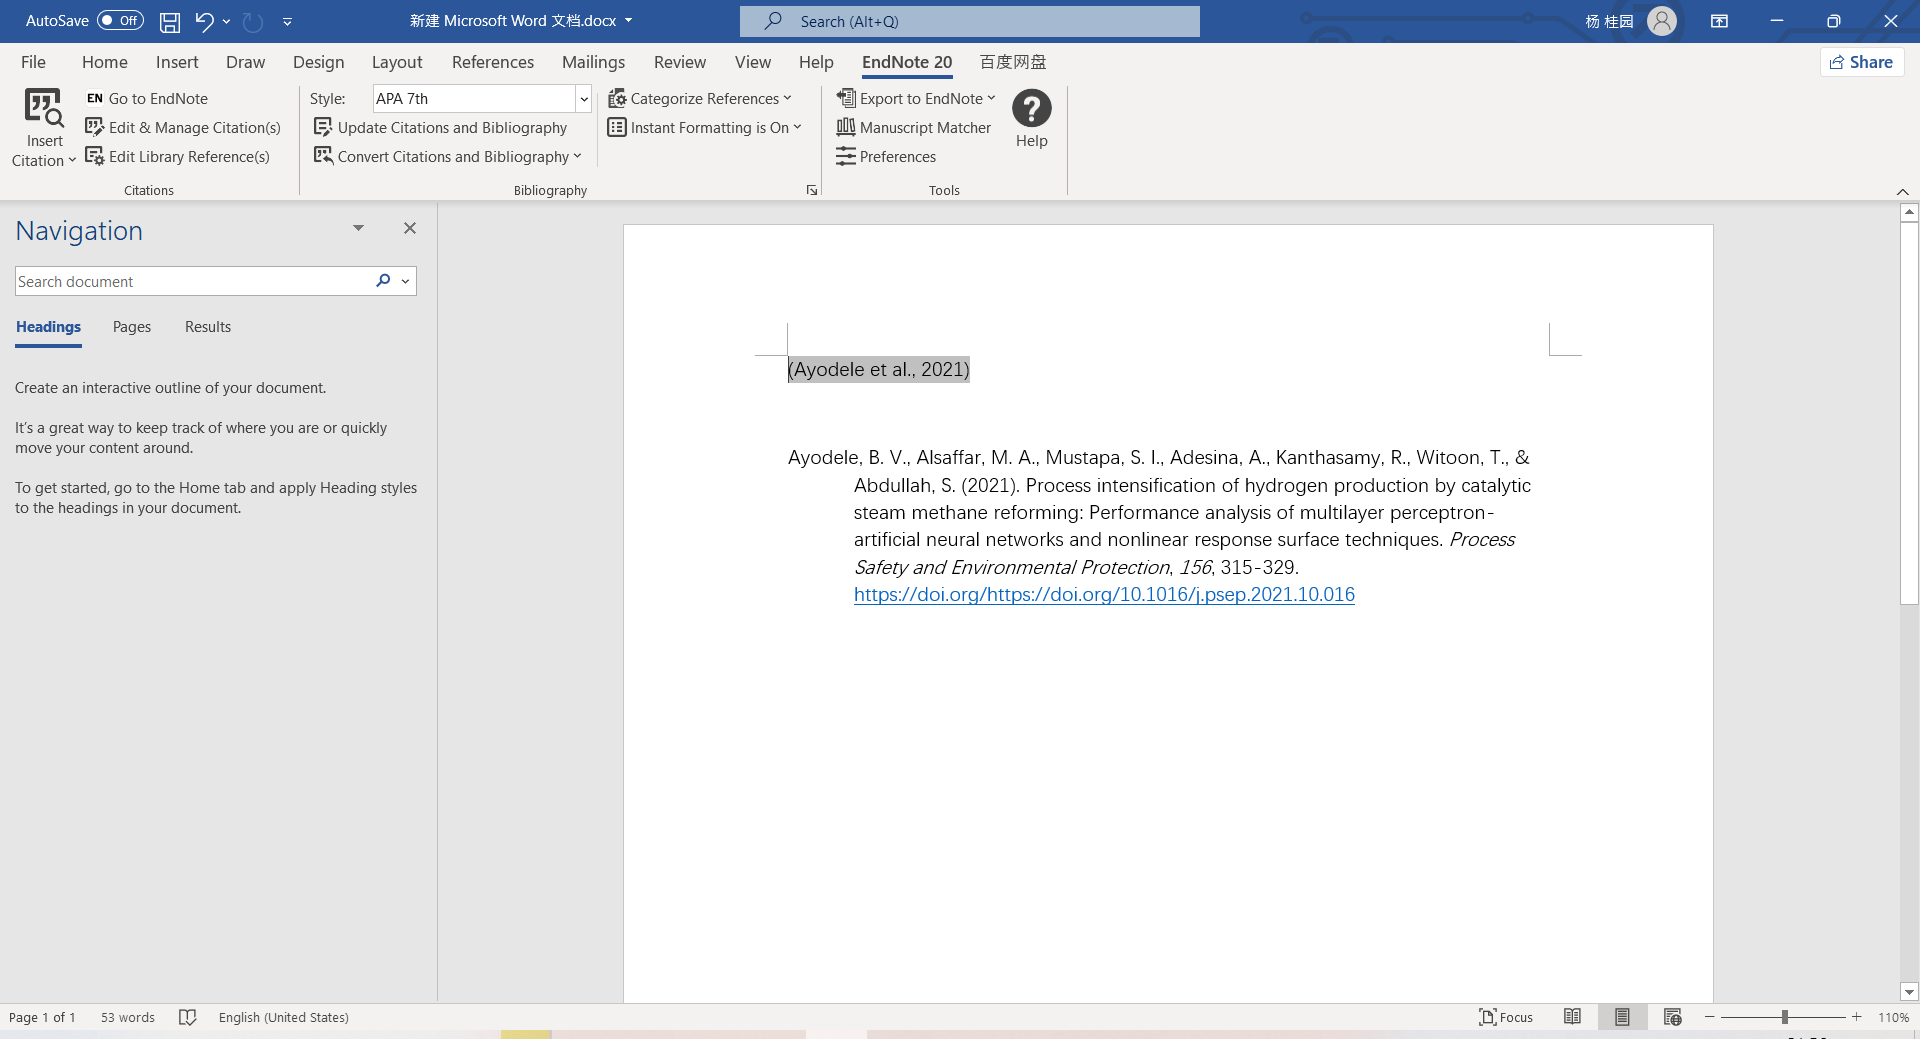 AutoSave Off 新建 Microsoft Word 文档.docx Search (Alt+Q) 杨 桂园
File Home Insert Draw Design Layout References Mailings Review View Help EndNote 20 百度网盘 Share
Insert Citation
EN Go to EndNote
Edit & Manage Citation(s)
Edit Library Reference(s)
Citations
Style: APA 7th
Update Citations and Bibliography
Convert Citations and Bibliography
Categorize References
Instant Formatting is On
Bibliography
Export to EndNote
Manuscript Matcher
Preferences
? Help
Tools
Navigation
Search document
Headings Pages Results
Create an interactive outline of your document.
It's a great way to keep track of where you are or quickly
move your content around.
To get started, go to the Home tab and apply Heading styles
to the headings in your document.
(Ayodele et al., 2021)
Ayodele, B. V., Alsaffar, M. A., Mustapa, S. I., Adesina, A., Kanthasamy, R., Witoon, T., &
Abdullah, S. (2021). Process intensification of hydrogen production by catalytic
steam methane reforming: Performance analysis of multilayer perceptron-
artificial neural networks and nonlinear response surface techniques. Process
Safety and Environmental Protection, 156, 315-329.
https://doi.org/https://doi.org/10.1016/j.psep.2021.10.016
Page 1 of 1 53 words English (United States) Focus 110%